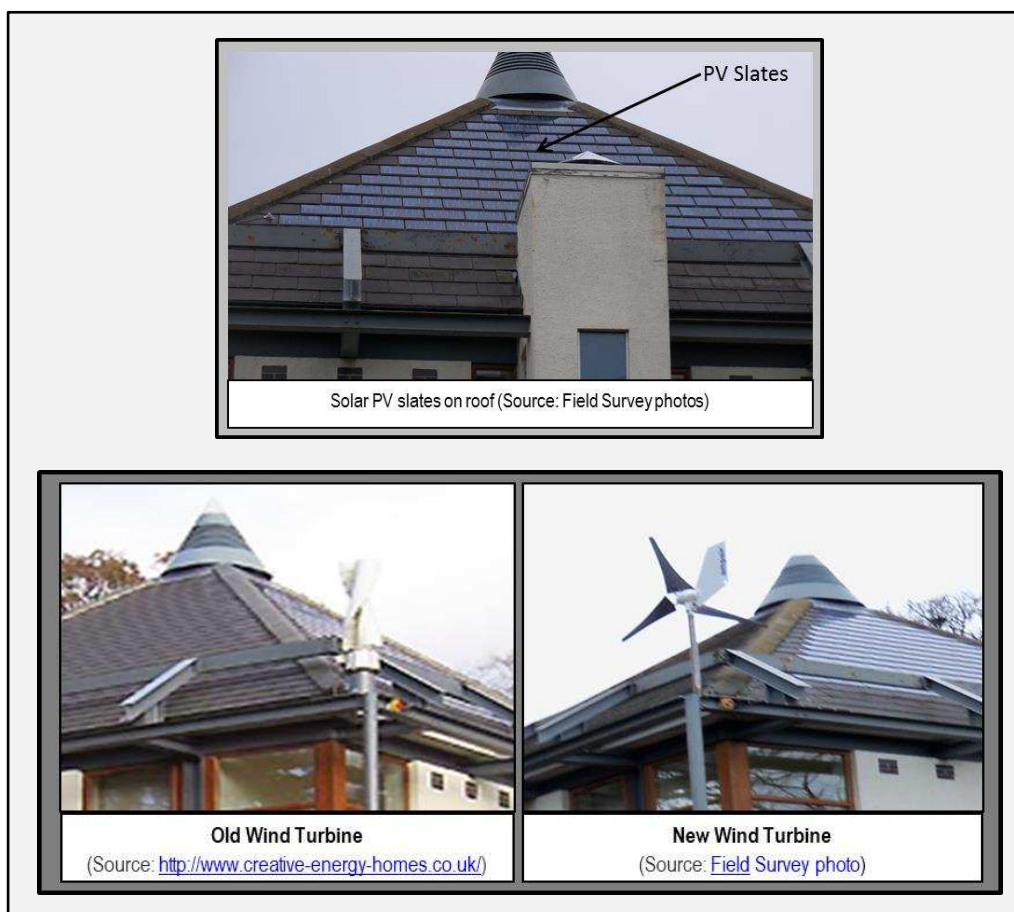 PV Slates
Solar PV slates on roof (Source: Field Survey photos)
Old Wind Turbine
(Source: http://www.creative-energy-homes.co.uk/)
New Wind Turbine
(Source: Field Survey photo)